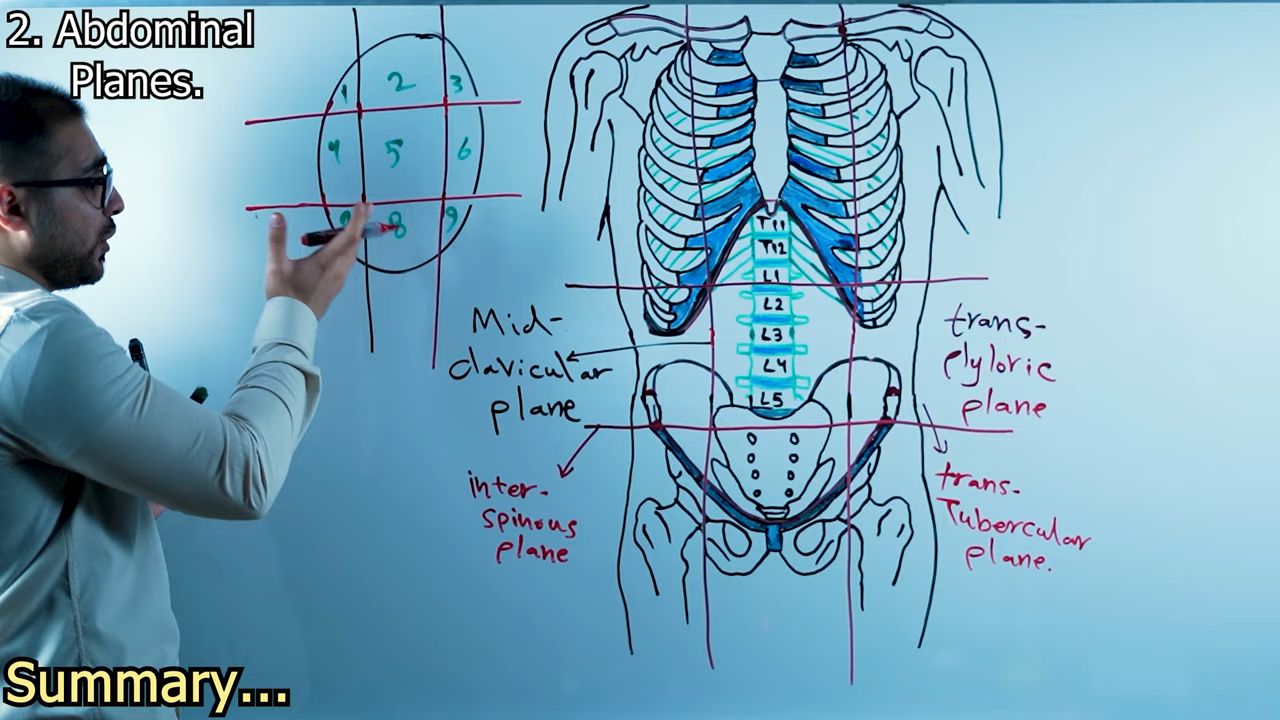 2. Abdominal
Planes.
1 2 3
4 5 6
8 9
T11
T12
L1
L2
L3
L4
L5
Mid-
clavicular
plane
trans-
plyloric
plane
inter-
spinous
plane
trans-
Tubercular
plane.
Summary...